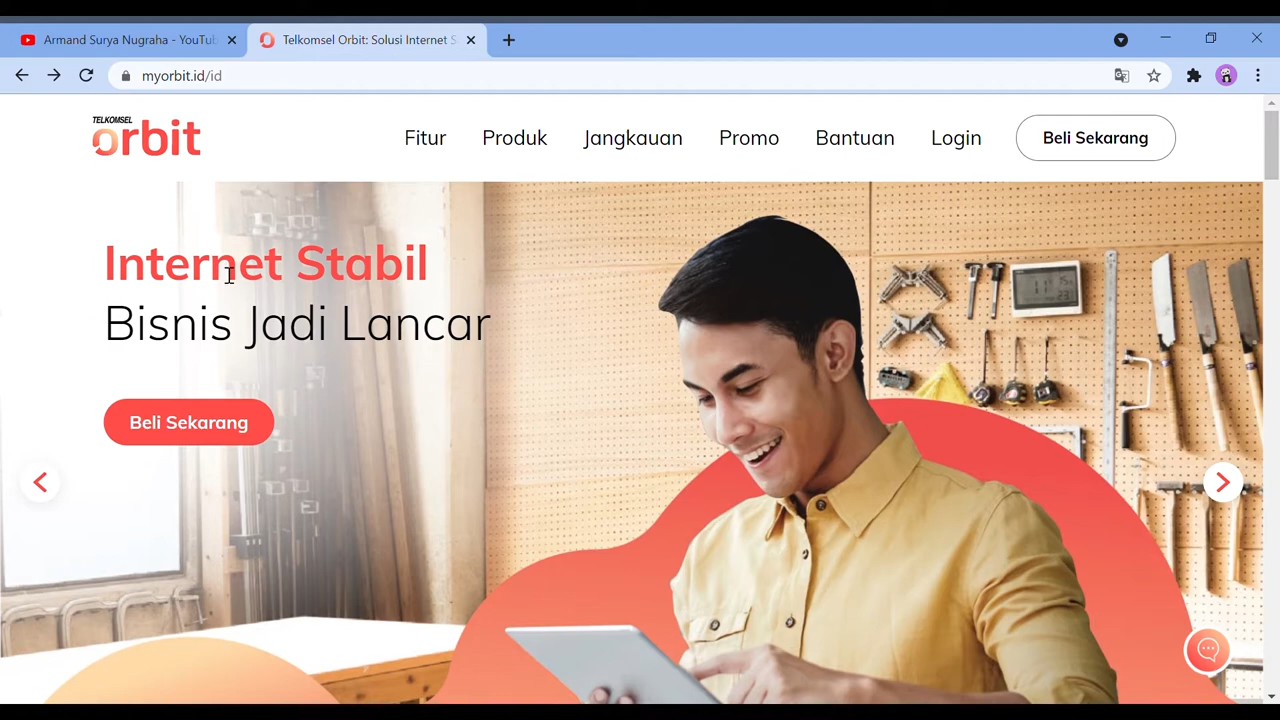 Armand Surya Nugraha - YouTub
Telkomsel Orbit: Solusi Internet S
myorbit.id/id
TELKOMSEL
orbit
Fitur
Produk
Jangkauan
Promo
Bantuan
Login
Beli Sekarang
Internet Stabil
Bisnis Jadi Lancar
Beli Sekarang